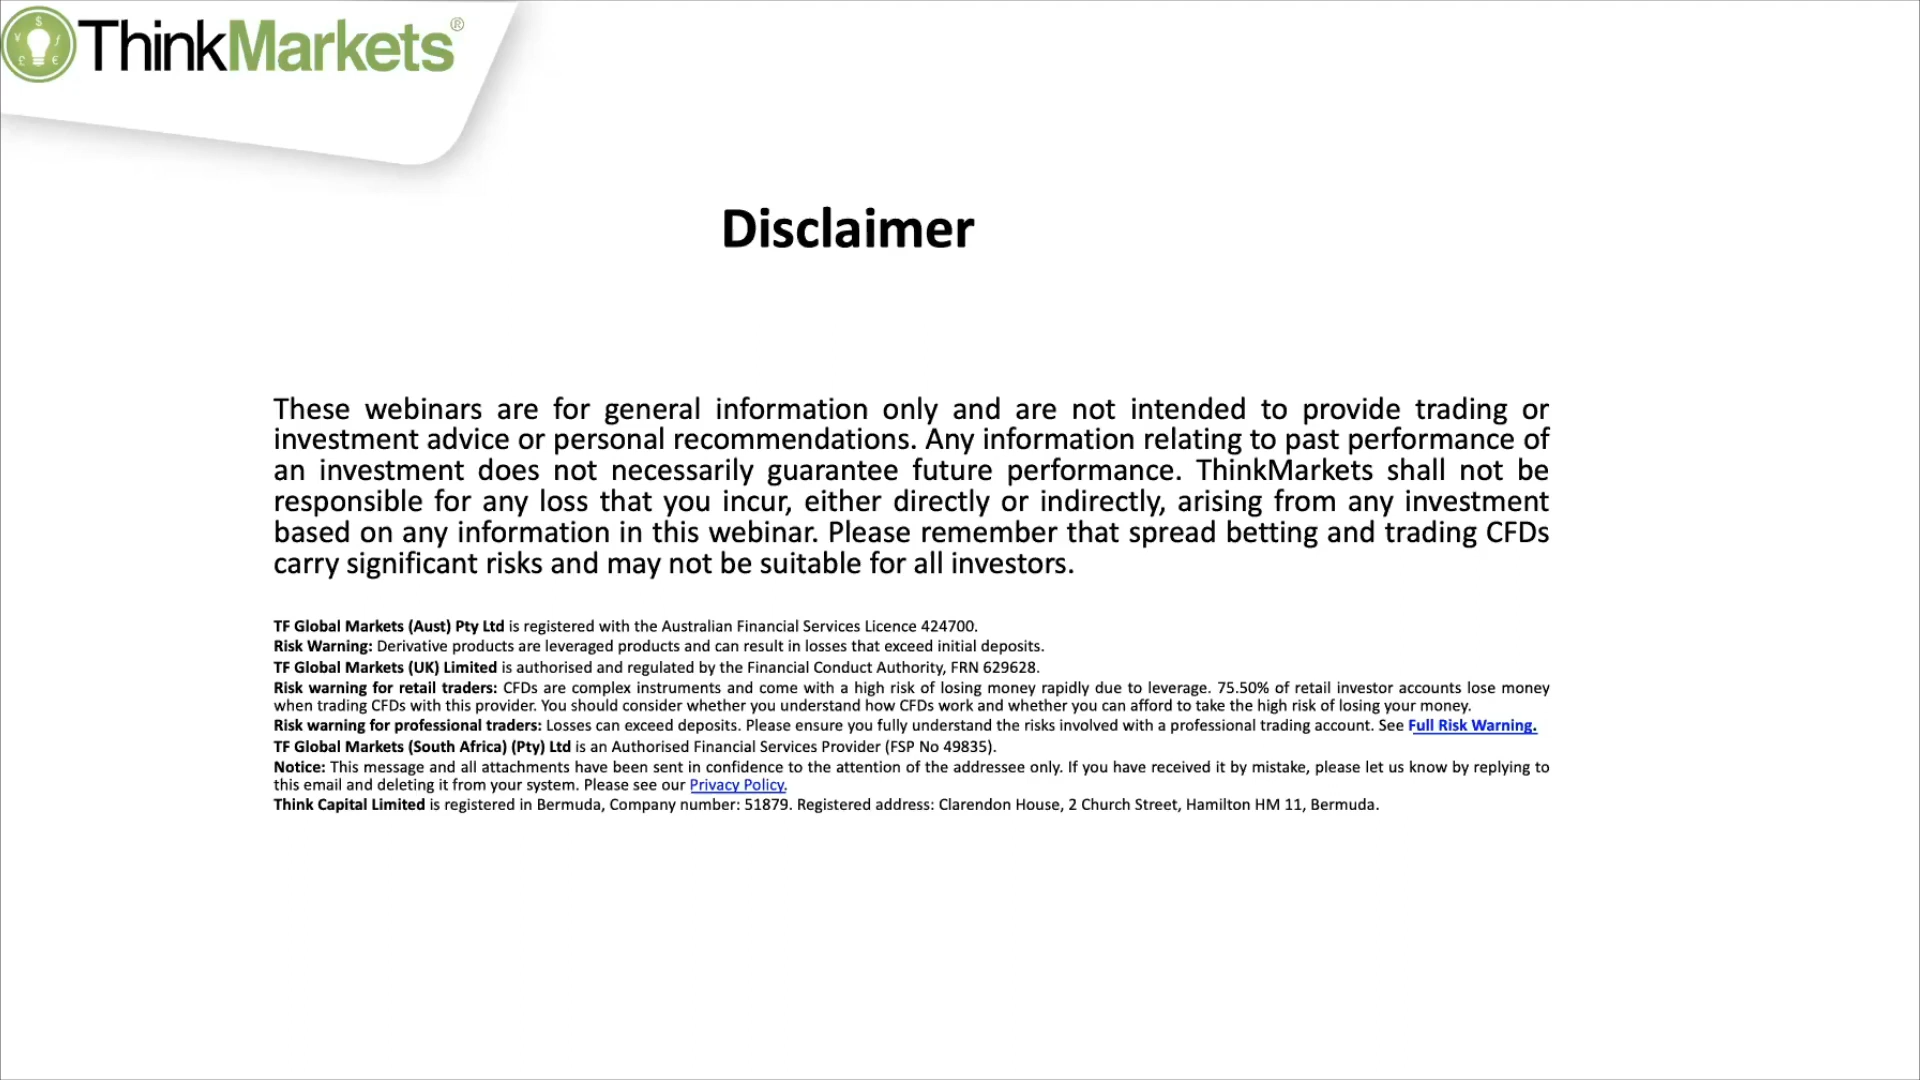 ThinkMarkets®
Disclaimer
These webinars are for general information only and are not intended to provide trading or
investment advice or personal recommendations. Any information relating to past performance of
an investment does not necessarily guarantee future performance. ThinkMarkets shall not be
responsible for any loss that you incur, either directly or indirectly, arising from any investment
based on any information in this webinar. Please remember that spread betting and trading CFDs
carry significant risks and may not be suitable for all investors.
TF Global Markets (Aust) Pty Ltd is registered with the Australian Financial Services Licence 424700.
Risk Warning: Derivative products are leveraged products and can result in losses that exceed initial deposits.
TF Global Markets (UK) Limited is authorised and regulated by the Financial Conduct Authority, FRN 629628.
Risk warning for retail traders: CFDs are complex instruments and come with a high risk of losing money rapidly due to leverage. 75.50% of retail investor accounts lose money
when trading CFDs with this provider. You should consider whether you understand how CFDs work and whether you can afford to take the high risk of losing your money.
Risk warning for professional traders: Losses can exceed deposits. Please ensure you fully understand the risks involved with a professional trading account. See Full Risk Warning.
TF Global Markets (South Africa) (Pty) Ltd is an Authorised Financial Services Provider (FSP No 49835).
Notice: This message and all attachments have been sent in confidence to the attention of the addressee only. If you have received it by mistake, please let us know by replying to
this email and deleting it from your system. Please see our Privacy Policy.
Think Capital Limited is registered in Bermuda, Company number: 51879. Registered address: Clarendon House, 2 Church Street, Hamilton HM 11, Bermuda.